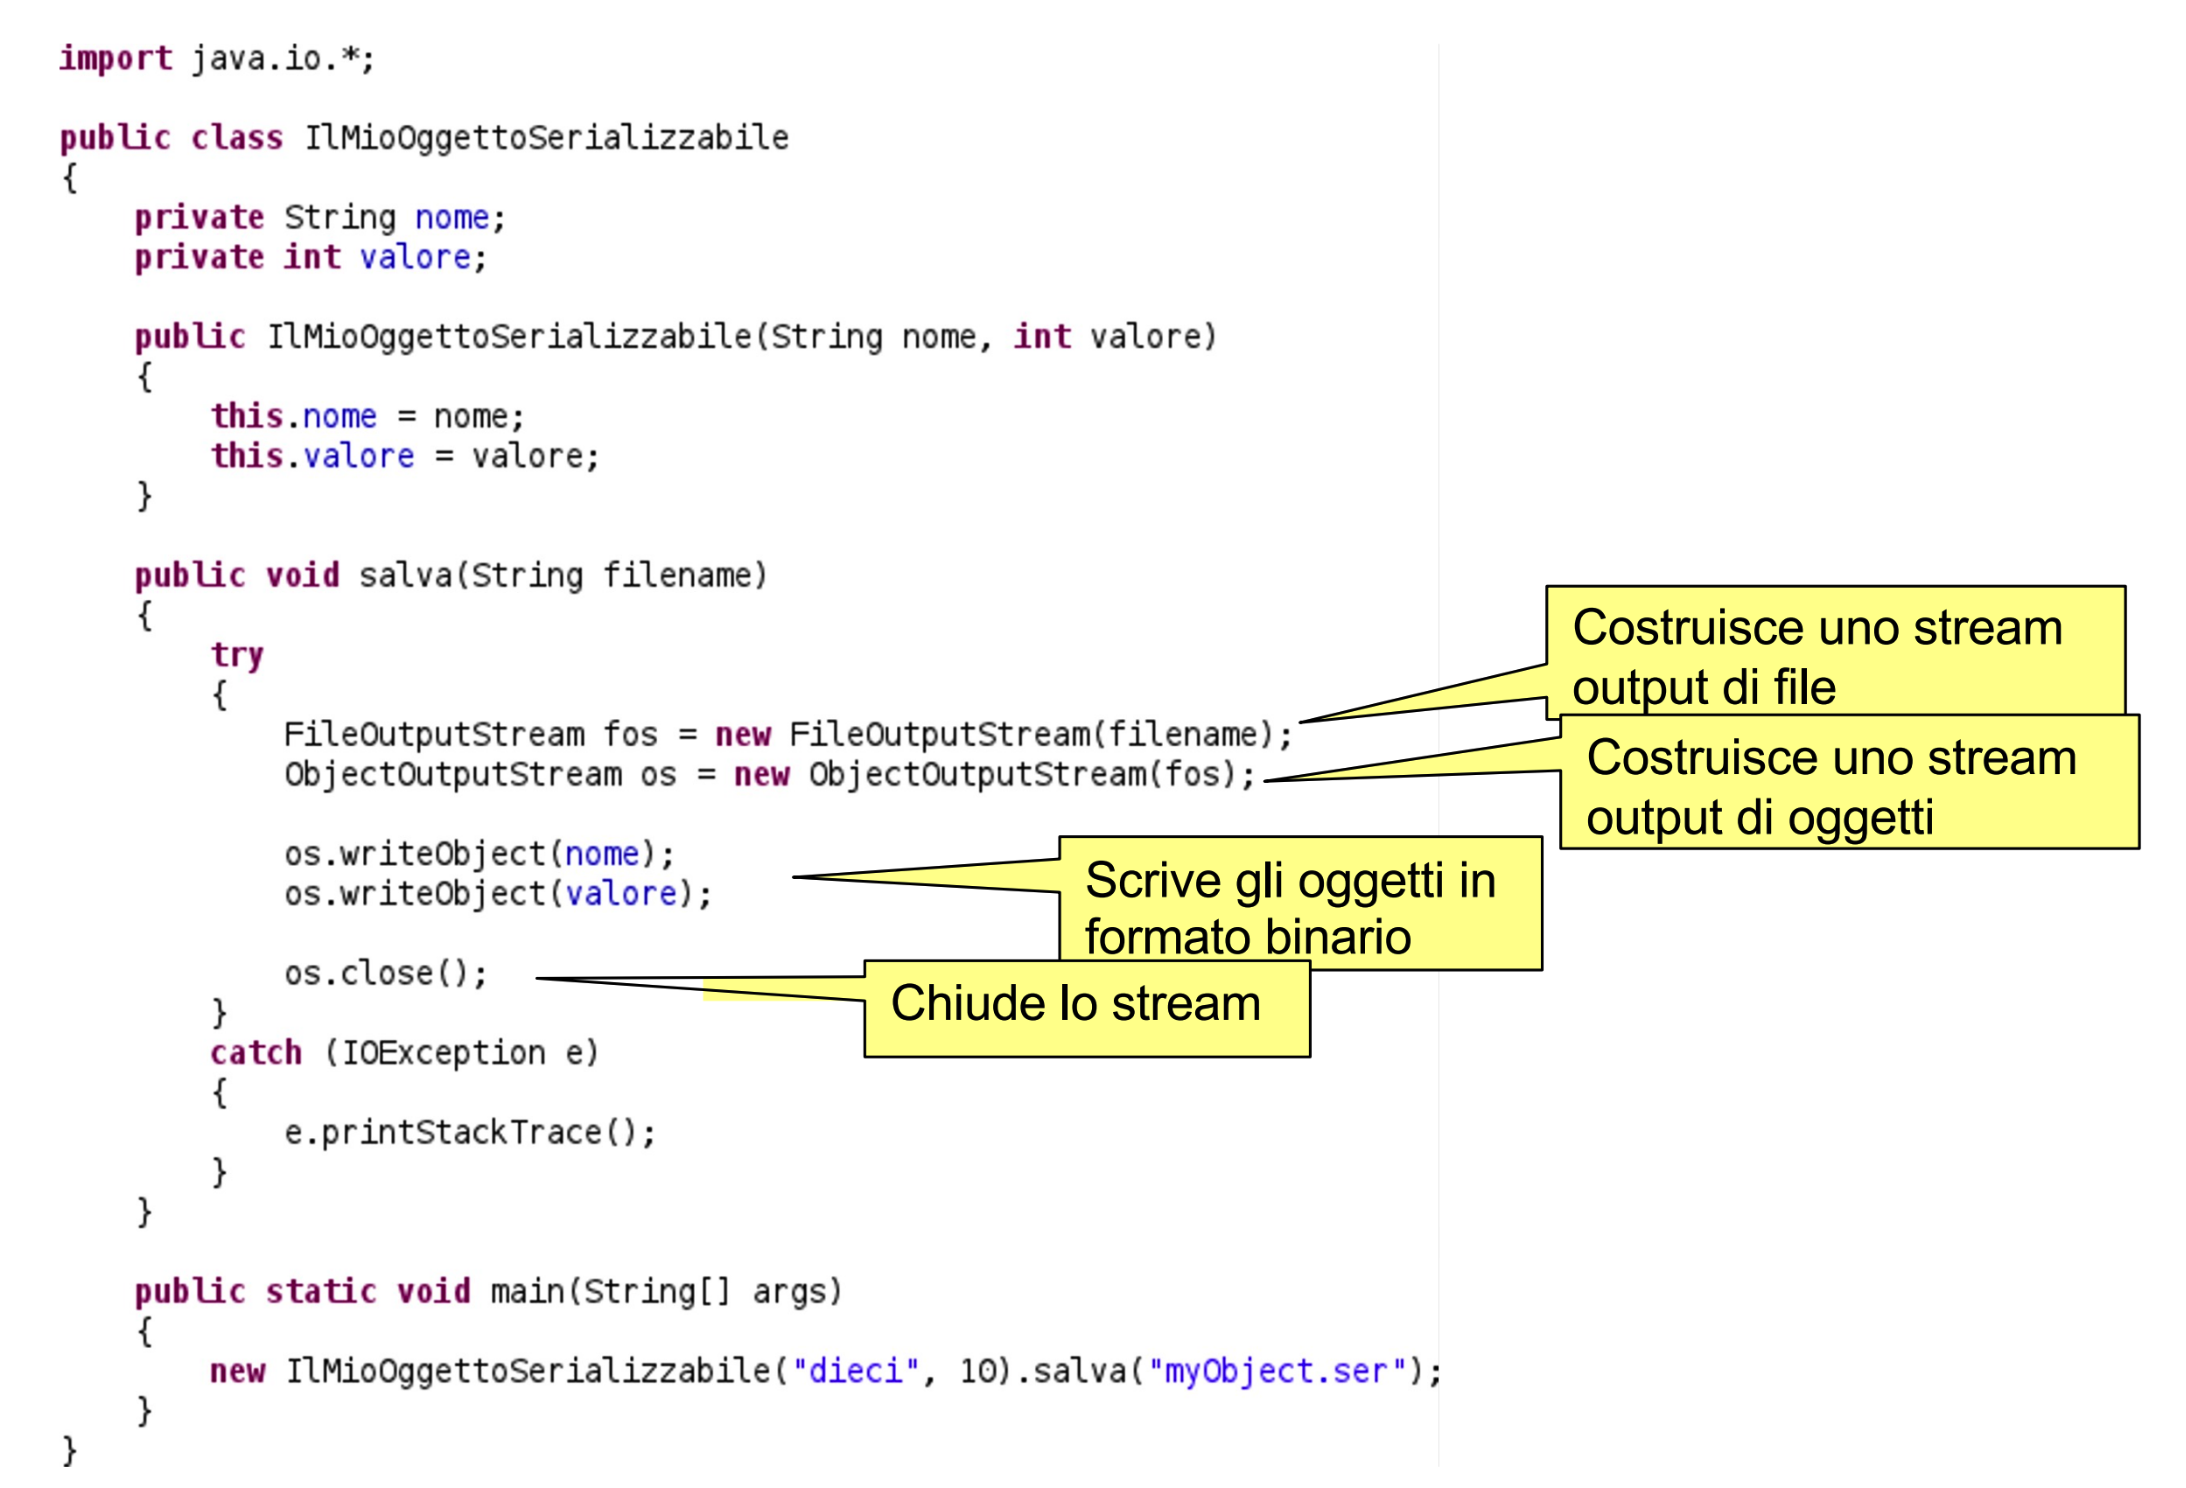 import java.io.*;
public class IlMioOggettoSerializzabile
{
private String nome;
private int valore;
public IlMioOggettoSerializzabile(String nome, int valore)
{
this.nome = nome;
this.valore = valore;
}
public void salva(String filename)
{
try
{
FileOutputStream fos = new FileOutputStream(filename);
ObjectOutputStream os = new ObjectOutputStream(fos);
os.writeObject(nome);
os.writeObject(valore);
os.close();
}
catch (IOException e)
{
e.printStackTrace();
}
}
public static void main(String[] args)
{
new IlMioOggettoSerializzabile("dieci", 10).salva("myObject.ser");
}
}
Costruisce uno stream
output di file
Costruisce uno stream
output di oggetti
Scrive gli oggetti in
formato binario
Chiude lo stream